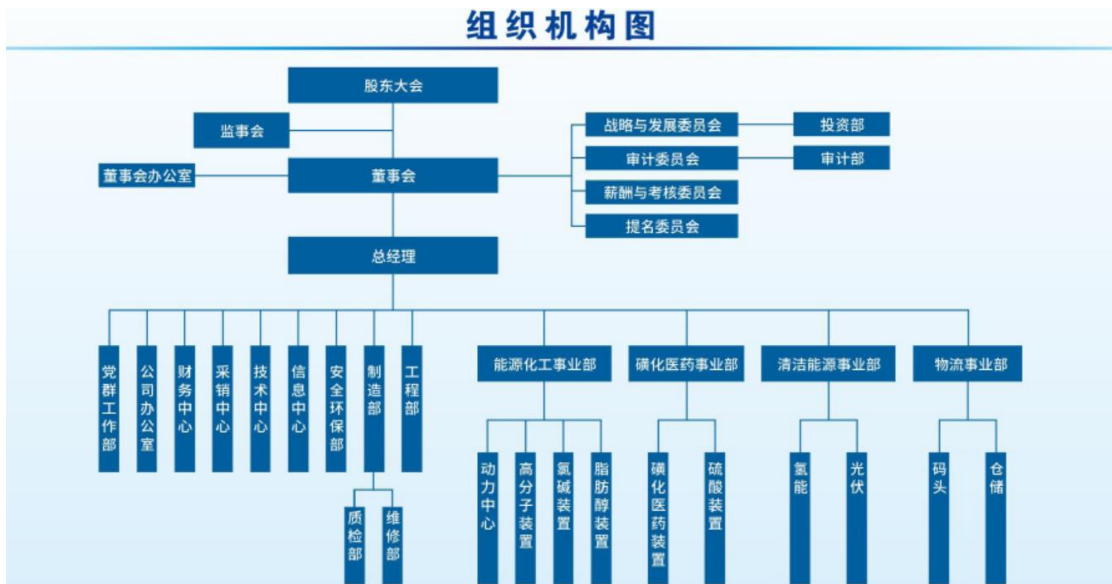 组织机构图
股东大会
监事会
董事会办公室
董事会
战略与发展委员会
投资部
审计委员会
审计部
薪酬与考核委员会
提名委员会
总经理
党群工作部
公司办公室
财务中心
采销中心
技术中心
信息中心
安全环保部
制造部
工程部
质检部
维修部
能源化工事业部
磺化医药事业部
清洁能源事业部
物流事业部
动力中心
高分子装置
氯碱装置
脂肪醇装置
磺化医药装置
硫酸装置
氢能
光伏
码头
仓储